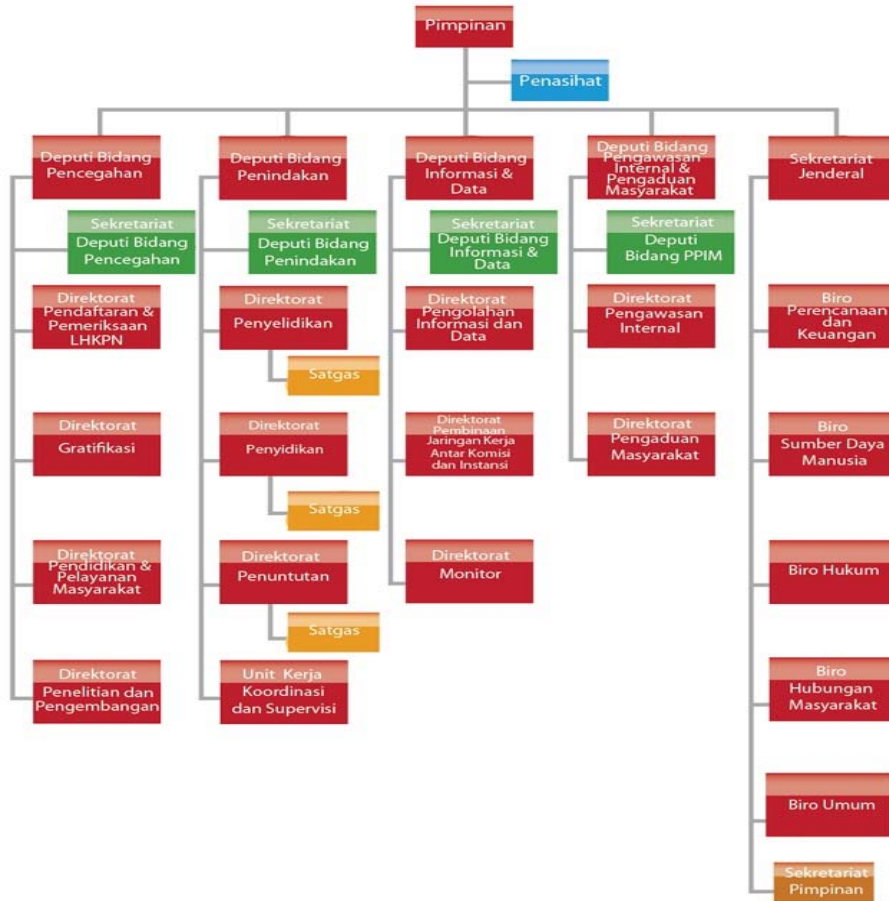 Pimpinan
Penasihat
Deputi Bidang
Pencegahan
Sekretariat
Deputi Bidang
Pencegahan
Direktorat
Pendaftaran &
Pemeriksaan
LHKPN
Direktorat
Gratifikasi
Direktorat
Pendidikan &
Pelayanan
Masyarakat
Direktorat
Penelitian dan
Pengembangan
Deputi Bidang
Penindakan
Sekretariat
Deputi Bidang
Penindakan
Direktorat
Penyelidikan
Satgas
Direktorat
Penyidikan
Satgas
Direktorat
Penuntutan
Satgas
Unit Kerja
Koordinasi
dan Supervisi
Deputi Bidang
Informasi &
Data
Sekretariat
Deputi Bidang
Informasi
& Data
Direktorat
Pengolahan
Informasi dan
Data
Direktorat
Pembinaan
Jaringan Kerja
Antar Komisi
dan Instansi
Direktorat
Monitor
Deputi Bidang
Pengawasan
Internal &
Pengaduan
Masyarakat
Sekretariat
Deputi
Bidang PPIM
Direktorat
Pengawasan
Internal
Direktorat
Pengaduan
Masyarakat
Sekretariat
Jenderal
Biro
Perencanaan
dan
Keuangan
Biro
Sumber Daya
Manusia
Biro Hukum
Biro
Hubungan
Masyarakat
Biro Umum
Sekretariat
Pimpinan